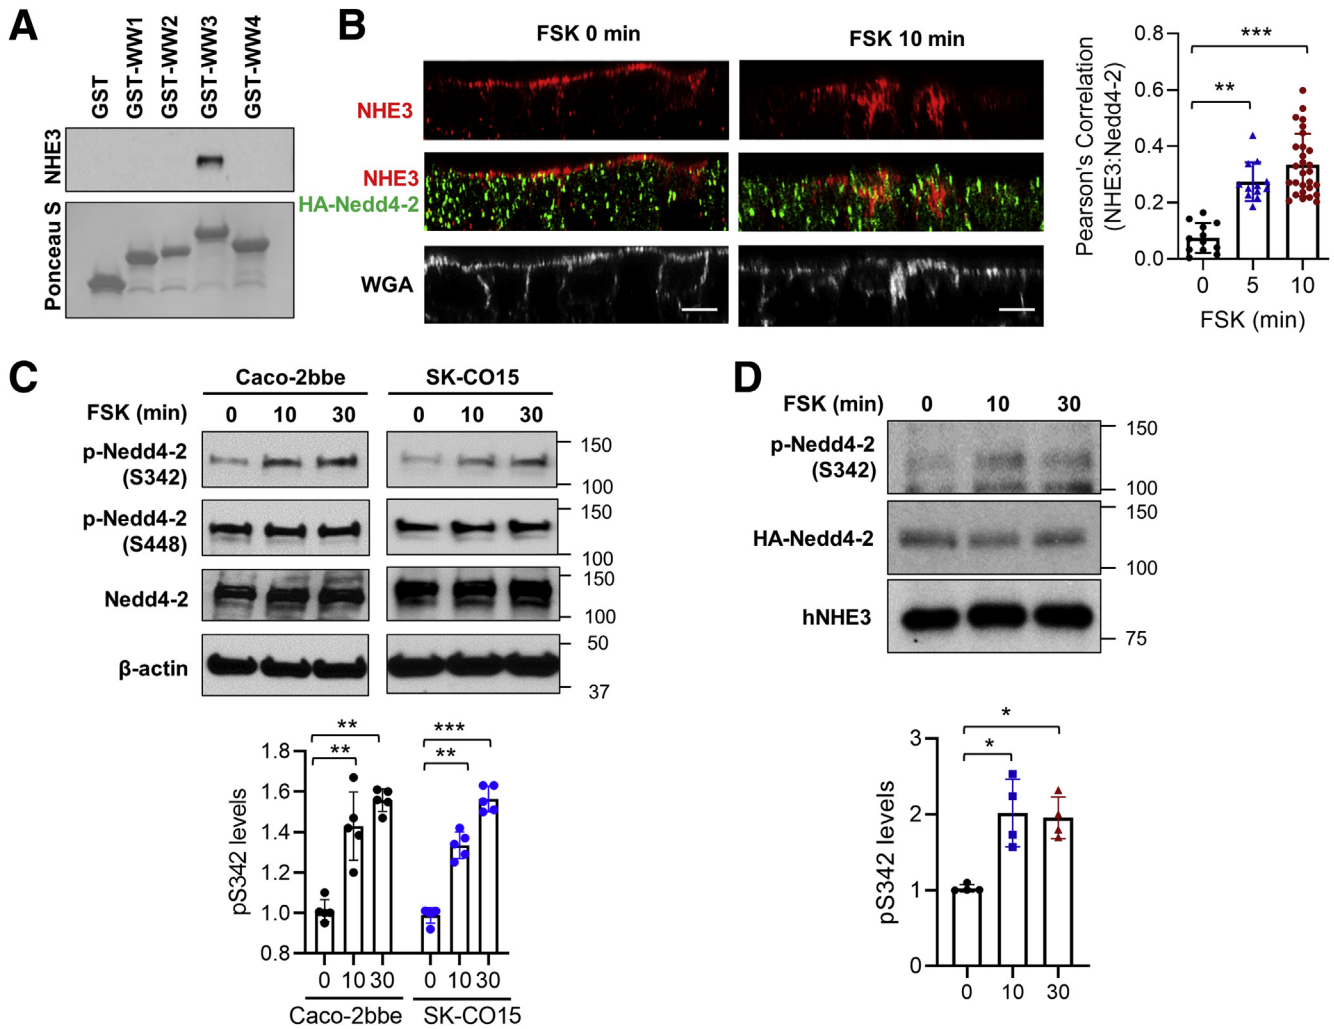 A
GST
GST-WW1
GST-WW2
GST-WW3
GST-WW4
NHE3
Ponceau S
B
FSK 0 min
FSK 10 min
NHE3
NHE3
HA-Nedd4-2
WGA
Pearson's Correlation
(NHE3:Nedd4-2)
0.8
0.6
0.4
0.2
0.0
***
**
0 5 10
FSK (min)
C
Caco-2bbe SK-CO15
FSK (min) 0 10 30 0 10 30
p-Nedd4-2
(S342)
150
100
p-Nedd4-2
(S448)
150
100
Nedd4-2
150
100
β-actin
50
37
pS342 levels
1.8
1.6
1.4
1.2
1.0
0.8
**
**
***
**
0 10 30 0 10 30
Caco-2bbe SK-CO15
D
FSK (min) 0 10 30
p-Nedd4-2
(S342)
150
100
HA-Nedd4-2
150
100
hNHE3
75
pS342 levels
3
2
1
0
*
*
0 10 30